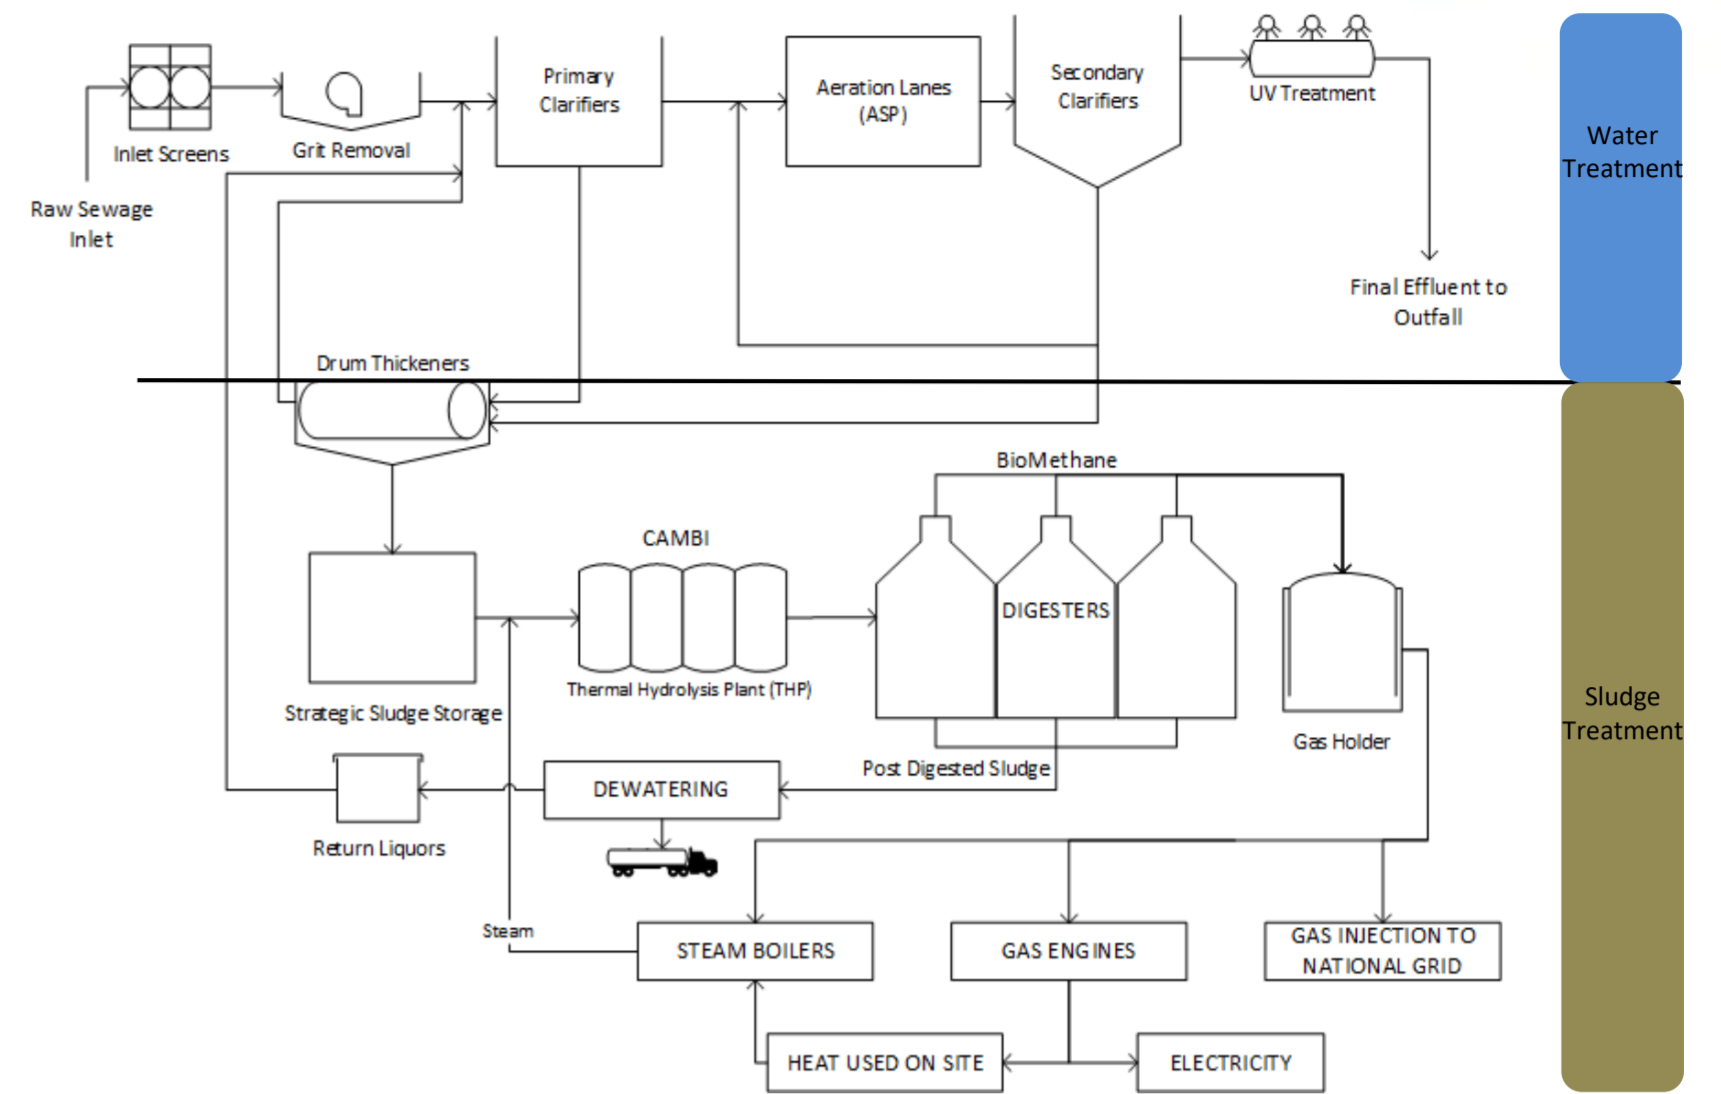 Raw Sewage
Inlet
Inlet Screens
Grit Removal
Primary
Clarifiers
Aeration Lanes
(ASP)
Secondary
Clarifiers
UV Treatment
Final Effluent to
Outfall
Water
Treatment
Drum Thickeners
BioMethane
CAMBI
DIGESTERS
Thermal Hydrolysis Plant (THP)
Strategic Sludge Storage
Gas Holder
Sludge
Treatment
Post Digested Sludge
DEWATERING
Return Liquors
Steam
STEAM BOILERS
GAS ENGINES
GAS INJECTION TO
NATIONAL GRID
HEAT USED ON SITE
ELECTRICITY